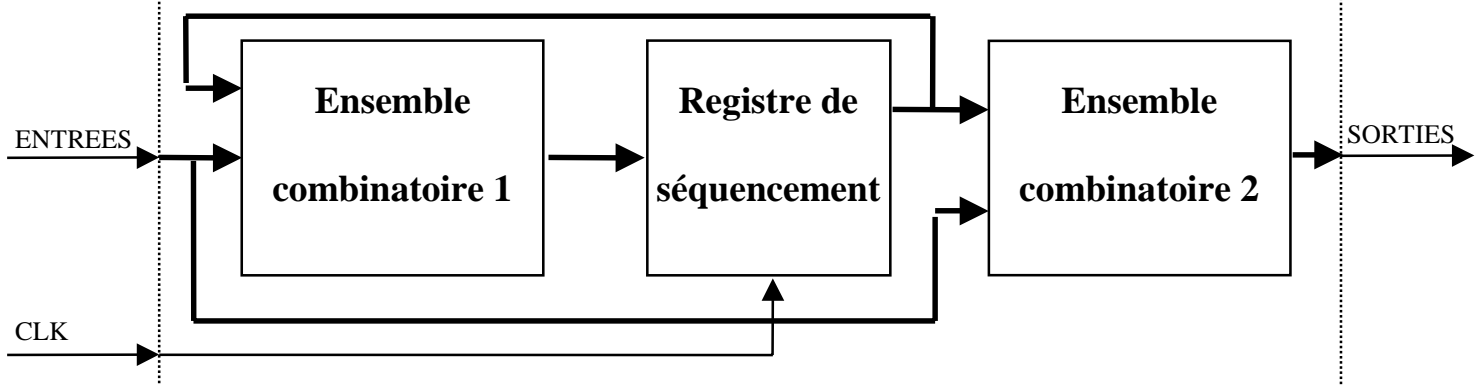 ENTREES
CLK
Ensemble
combinatoire 1
Registre de
séquencement
Ensemble
combinatoire 2
SORTIES